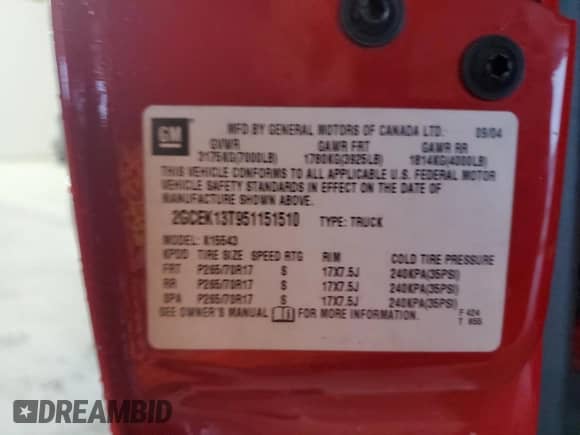 GM
MFD BY GENERAL MOTORS OF CANADA LTD. 09/04
GVWR GAWR FRT GAWR RR
3175KG(7000LB) 1780KG(3925LB) 1814KG(4000LB)
THIS VEHICLE CONFORMS TO ALL APPLICABLE U.S. FEDERAL MOTOR
VEHICLE SAFETY STANDARDS IN EFFECT ON THE DATE OF
MANUFACTURE SHOWN ABOVE.
2GCEK13T951151510 TYPE: TRUCK
MODEL: K15543
KPOD TIRE SIZE SPEED RTG RIM COLD TIRE PRESSURE
FRT P265/70R17 S 17X7.5J 240KPA(35PSI)
RR P265/70R17 S 17X7.5J 240KPA(35PSI)
SPA P265/70R17 S 17X7.5J 240KPA(35PSI)
SEE OWNER'S MANUAL FOR MORE INFORMATION.
F 424
T 855
DREAMBID